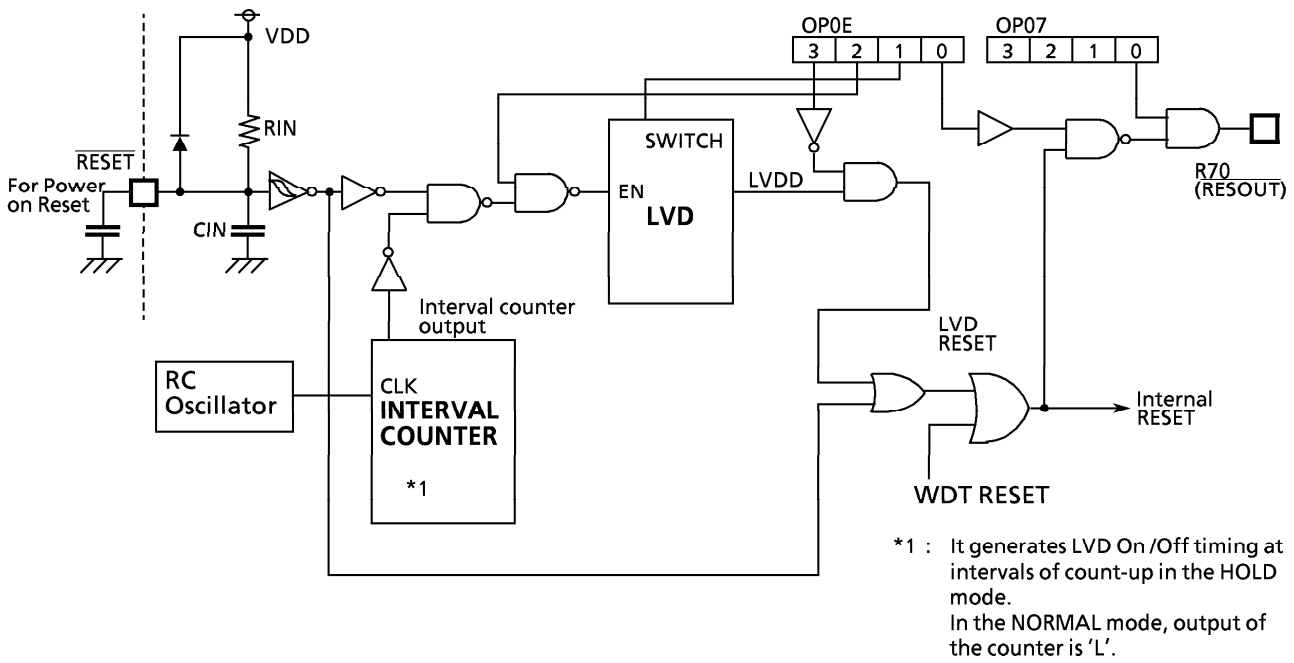 VDD
OP0E
OP07
3 2 1 0
3 2 1 0
RIN
RESET
For Power
on Reset
CIN
SWITCH
EN
LVD
LVDD
R70
(RESOUT)
Interval counter
output
RC
Oscillator
CLK
INTERVAL
COUNTER
*1
LVD
RESET
Internal
RESET
WDT RESET
*1 : It generates LVD On /Off timing at
intervals of count-up in the HOLD
mode.
In the NORMAL mode, output of
the counter is 'L'.